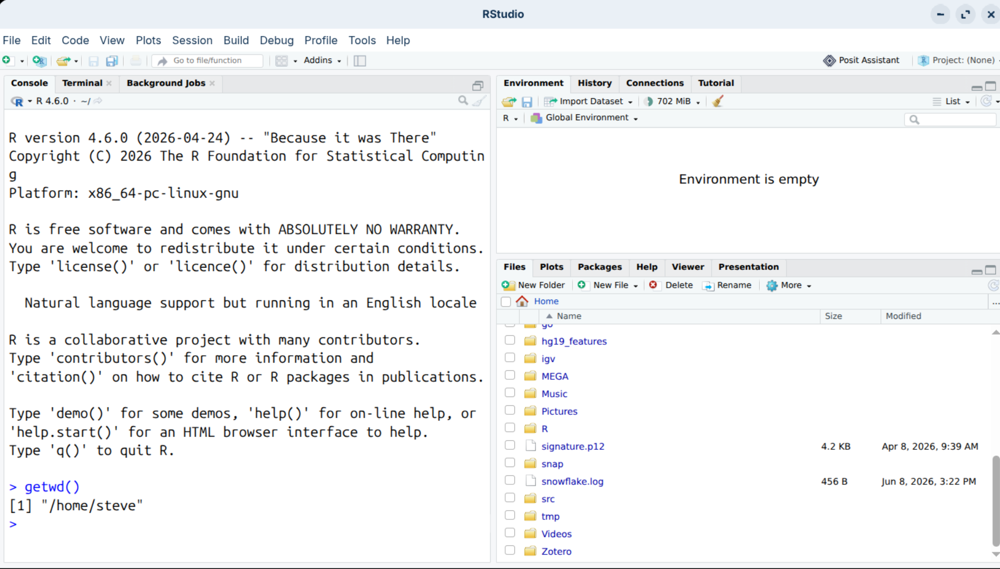 RStudio
File Edit Code View Plots Session Build Debug Profile Tools Help
Go to file/function Addins Posit Assistant Project: (None)
Console Terminal Background Jobs
R 4.6.0 · ~/
R version 4.6.0 (2026-04-24) -- "Because it was There"
Copyright (C) 2026 The R Foundation for Statistical Computin
g
Platform: x86_64-pc-linux-gnu
R is free software and comes with ABSOLUTELY NO WARRANTY.
You are welcome to redistribute it under certain conditions.
Type 'license()' or 'licence()' for distribution details.
Natural language support but running in an English locale
R is a collaborative project with many contributors.
Type 'contributors()' for more information and
'citation()' on how to cite R or R packages in publications.
Type 'demo()' for some demos, 'help()' for on-line help, or
'help.start()' for an HTML browser interface to help.
Type 'q()' to quit R.
> getwd()
[1] "/home/steve"
>
Environment History Connections Tutorial
Import Dataset 702 MiB List
R Global Environment
Environment is empty
Files Plots Packages Help Viewer Presentation
New Folder New File Delete Rename More
Home ...
Name Size Modified
go
hg19_features
igv
MEGA
Music
Pictures
R
signature.p12 4.2 KB Apr 8, 2026, 9:39 AM
snap
snowflake.log 456 B Jun 8, 2026, 3:22 PM
src
tmp
Videos
Zotero